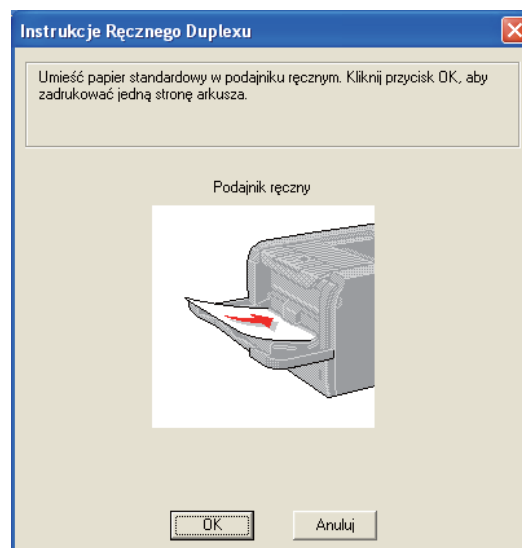 Instrukcje Ręcznego Duplexu
Umieść papier standardowy w podajniku ręcznym. Kliknij przycisk OK, aby
zadrukować jedną stronę arkusza.
Podajnik ręczny
OK
Anuluj